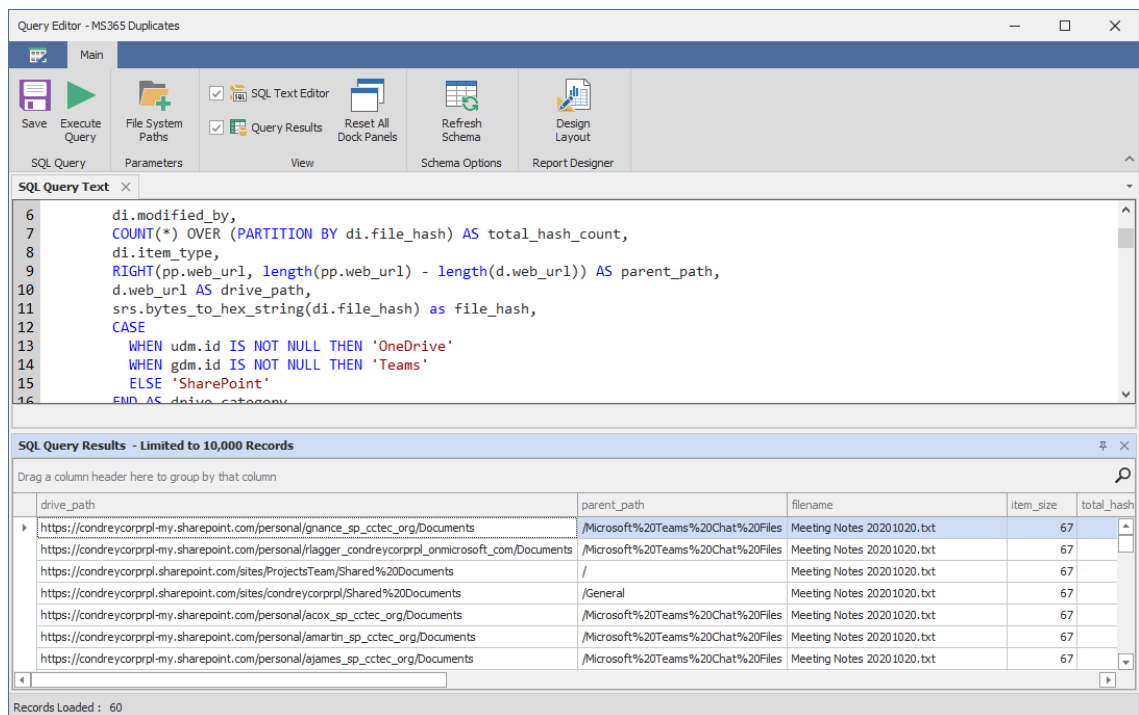 Query Editor - MS365 Duplicates
Main
Save
Execute Query
File System Paths
SQL Text Editor
Query Results
Reset All Dock Panels
Refresh Schema
Design Layout
SQL Query
Parameters
View
Schema Options
Report Designer
SQL Query Text
6 di.modified_by,
7 COUNT(*) OVER (PARTITION BY di.file_hash) AS total_hash_count,
8 di.item_type,
9 RIGHT(pp.web_url, length(pp.web_url) - length(d.web_url)) AS parent_path,
10 d.web_url AS drive_path,
11 srs.bytes_to_hex_string(di.file_hash) as file_hash,
12 CASE
13 WHEN udm.id IS NOT NULL THEN 'OneDrive'
14 WHEN gdm.id IS NOT NULL THEN 'Teams'
15 ELSE 'SharePoint'
16 END AS drive_category
SQL Query Results - Limited to 10,000 Records
Drag a column header here to group by that column
drive_path parent_path filename item_size total_hash
https://condreycorprpl-my.sharepoint.com/personal/gnance_sp_cctec_org/Documents /Microsoft%20Teams%20Chat%20Files Meeting Notes 20201020.txt 67
https://condreycorprpl-my.sharepoint.com/personal/rlagger_condreycorprpl_onmicrosoft_com/Documents /Microsoft%20Teams%20Chat%20Files Meeting Notes 20201020.txt 67
https://condreycorprpl.sharepoint.com/sites/ProjectsTeam/Shared%20Documents / Meeting Notes 20201020.txt 67
https://condreycorprpl.sharepoint.com/sites/condreycorprpl/Shared%20Documents /General Meeting Notes 20201020.txt 67
https://condreycorprpl-my.sharepoint.com/personal/acox_sp_cctec_org/Documents /Microsoft%20Teams%20Chat%20Files Meeting Notes 20201020.txt 67
https://condreycorprpl-my.sharepoint.com/personal/amartin_sp_cctec_org/Documents /Microsoft%20Teams%20Chat%20Files Meeting Notes 20201020.txt 67
https://condreycorprpl-my.sharepoint.com/personal/ajames_sp_cctec_org/Documents /Microsoft%20Teams%20Chat%20Files Meeting Notes 20201020.txt 67
Records Loaded : 60